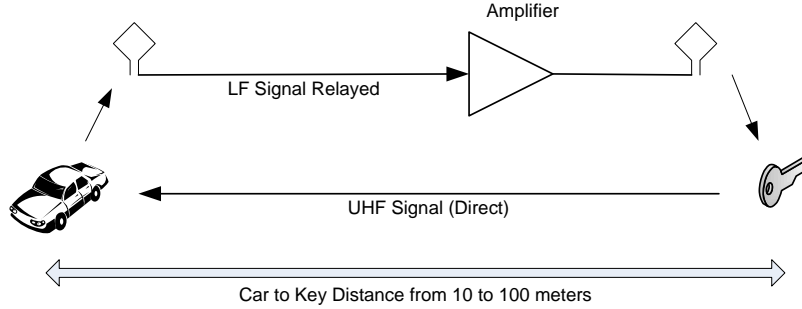 Amplifier
LF Signal Relayed
UHF Signal (Direct)
Car to Key Distance from 10 to 100 meters